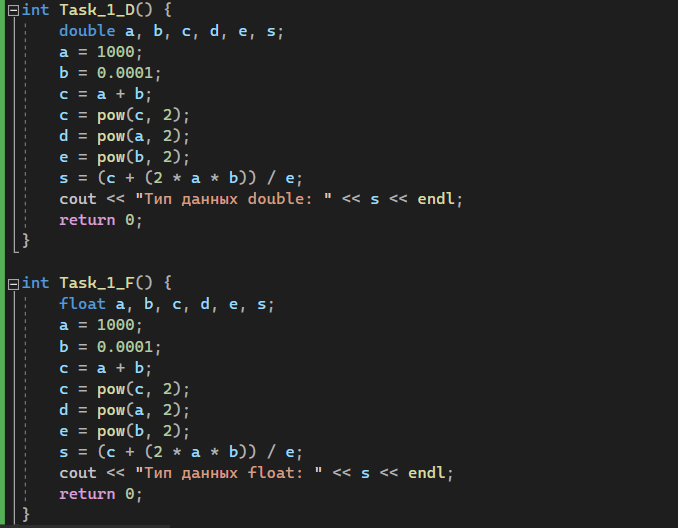 int Task_1_D() {
double a, b, c, d, e, s;
a = 1000;
b = 0.0001;
c = a + b;
c = pow(c, 2);
d = pow(a, 2);
e = pow(b, 2);
s = (c + (2 * a * b)) / e;
cout << "Тип данных double: " << s << endl;
return 0;
}
int Task_1_F() {
float a, b, c, d, e, s;
a = 1000;
b = 0.0001;
c = a + b;
c = pow(c, 2);
d = pow(a, 2);
e = pow(b, 2);
s = (c + (2 * a * b)) / e;
cout << "Тип данных float: " << s << endl;
return 0;
}